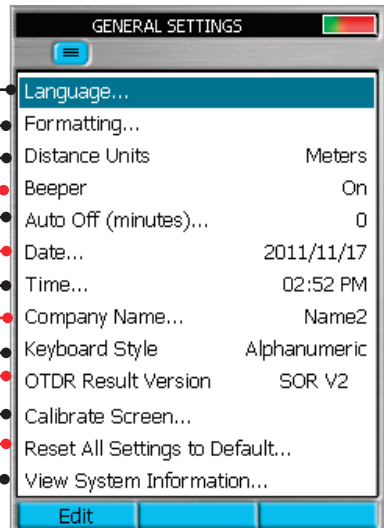 GENERAL SETTINGS
Language...
Formatting...
Distance Units Meters
Beeper On
Auto Off (minutes)... 0
Date... 2011/11/17
Time... 02:52 PM
Company Name... Name2
Keyboard Style Alphanumeric
OTDR Result Version SOR V2
Calibrate Screen...
Reset All Settings to Default...
View System Information...
Edit